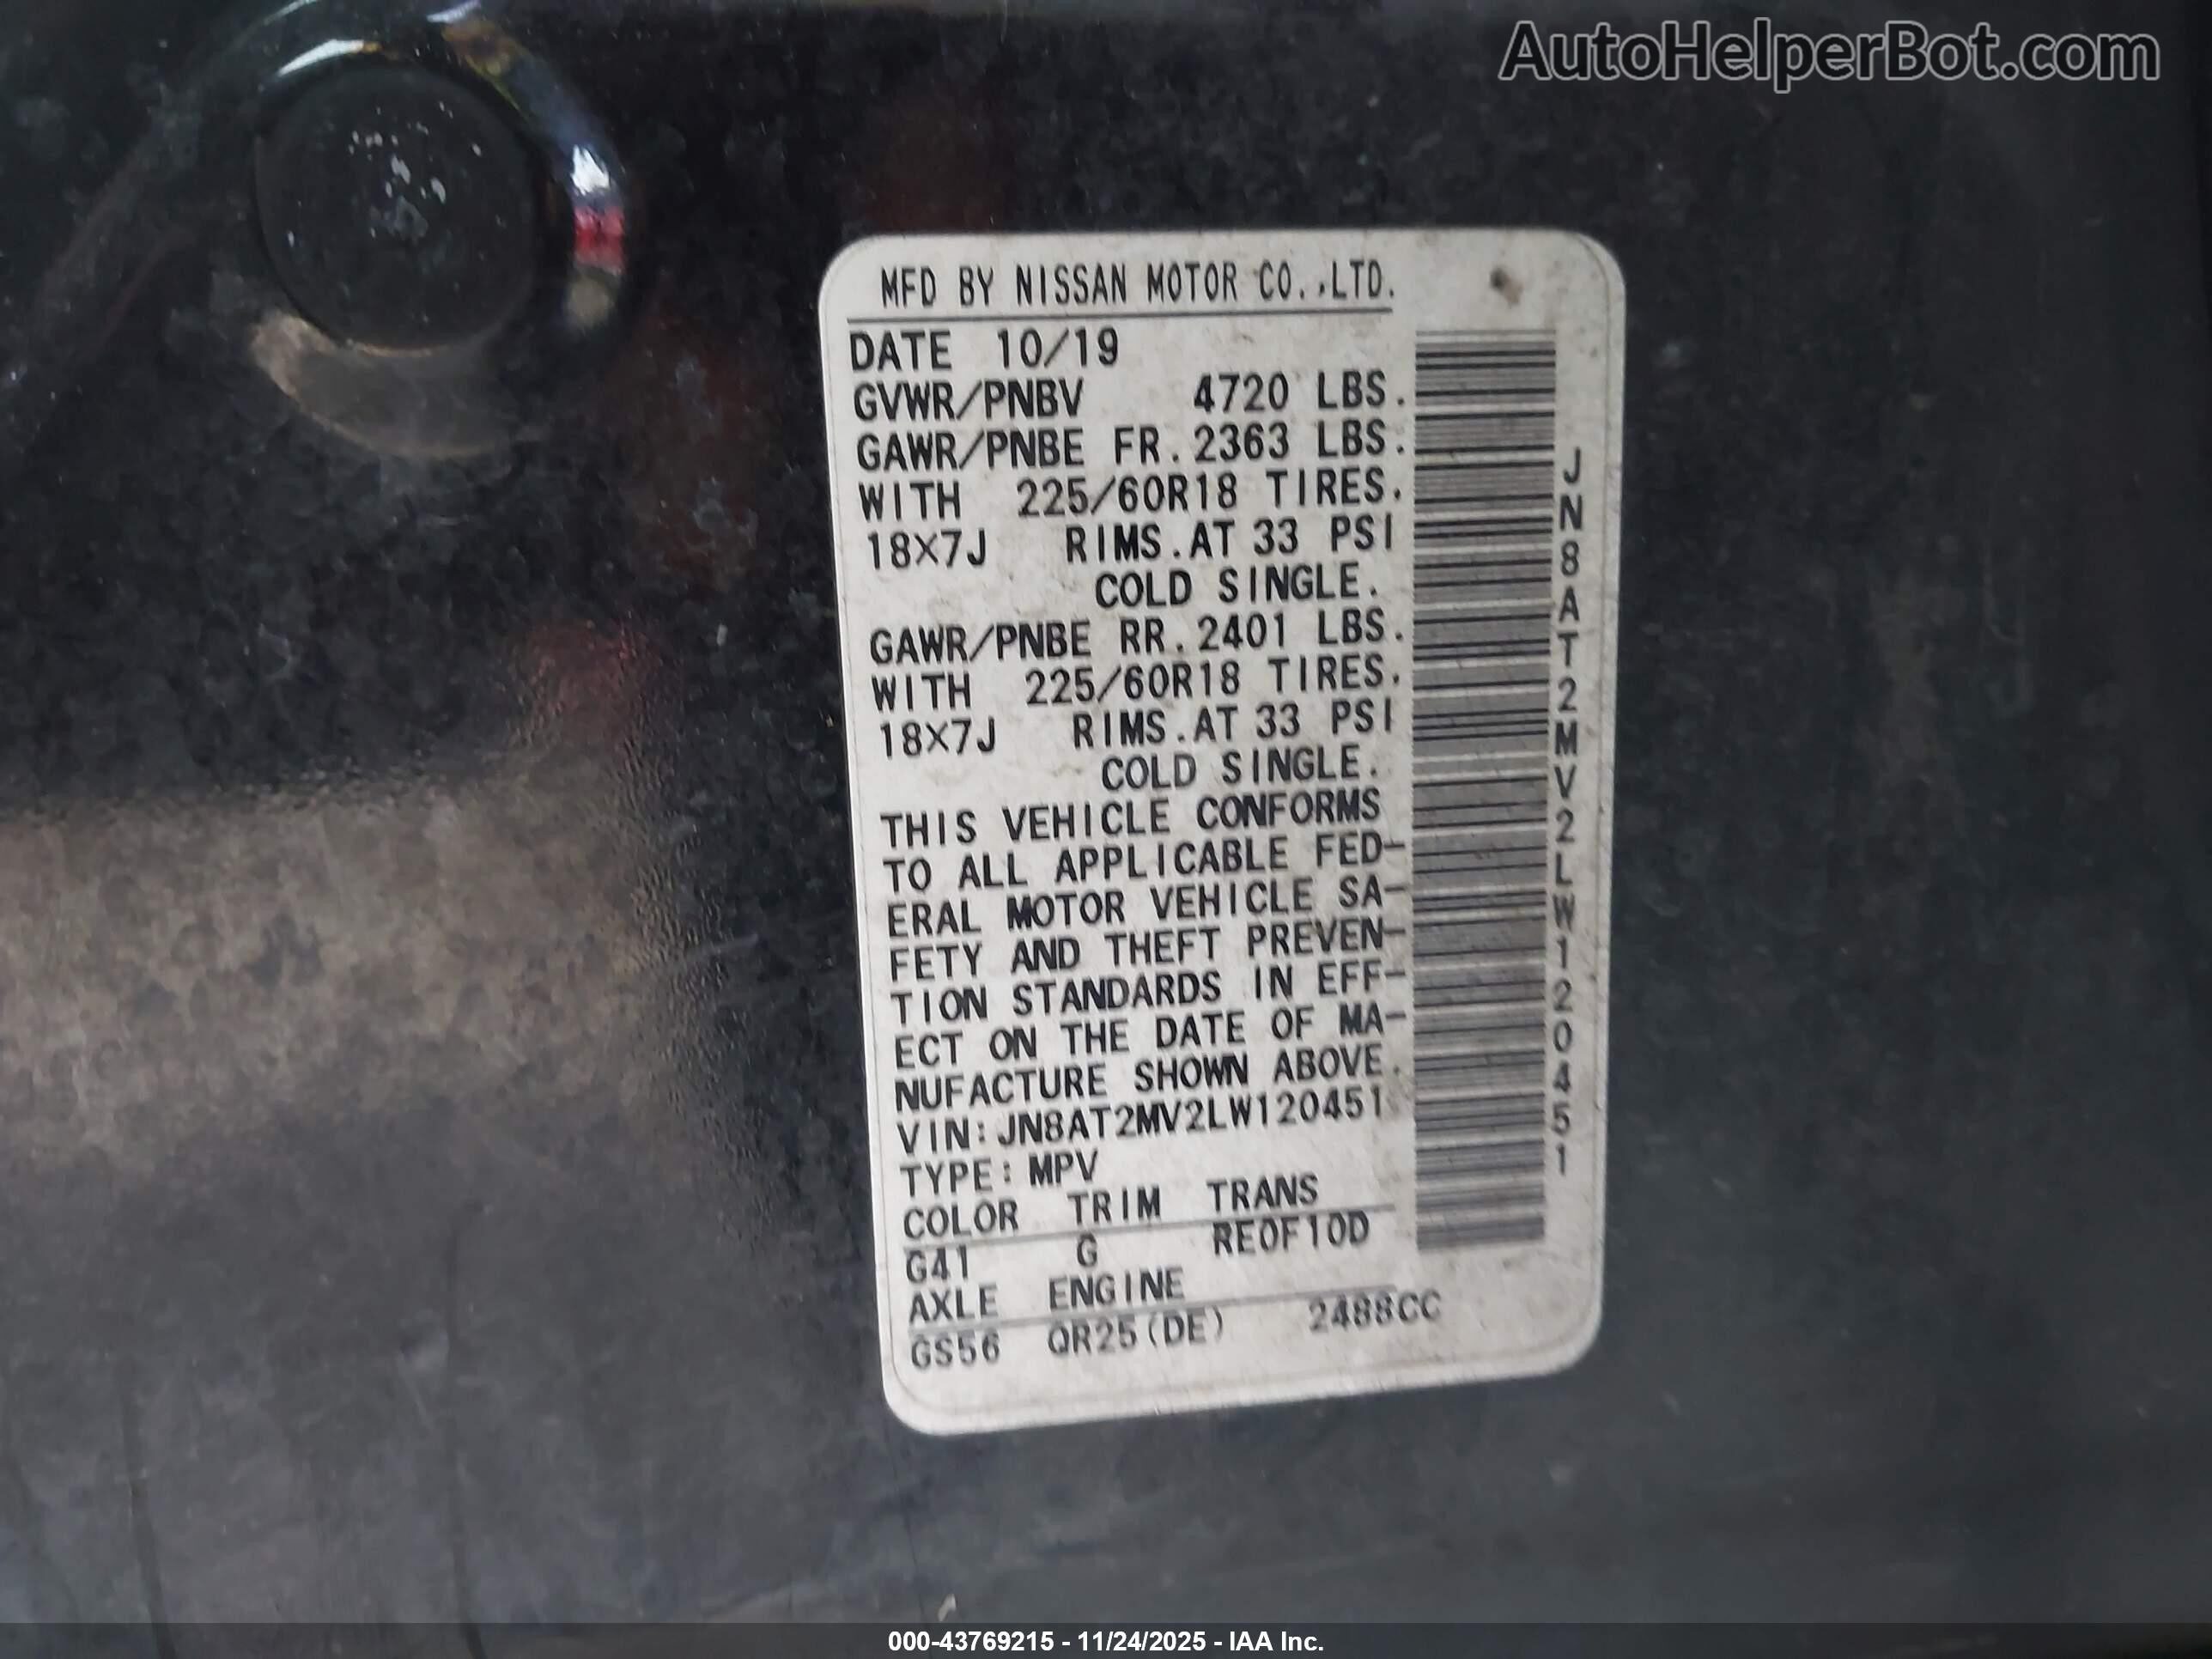 AutoHelperBot.com
MFD BY NISSAN MOTOR CO.,LTD.
DATE 10/19
GVWR/PNBV 4720 LBS.
GAWR/PNBE FR.2363 LBS.
WITH 225/60R18 TIRES.
18X7J RIMS.AT 33 PSI
COLD SINGLE.
GAWR/PNBE RR.2401 LBS.
WITH 225/60R18 TIRES.
18X7J RIMS.AT 33 PSI
COLD SINGLE.
THIS VEHICLE CONFORMS
TO ALL APPLICABLE FED-
ERAL MOTOR VEHICLE SA-
FETY AND THEFT PREVEN-
TION STANDARDS IN EFF-
ECT ON THE DATE OF MA-
NUFACTURE SHOWN ABOVE.
VIN:JN8AT2MV2LW120451
TYPE:MPV
COLOR TRIM TRANS
G41 G RE0F10D
AXLE ENGINE
GS56 QR25(DE) 2488CC
JN8AT2MV2LW120451
000-43769215 - 11/24/2025 - IAA Inc.